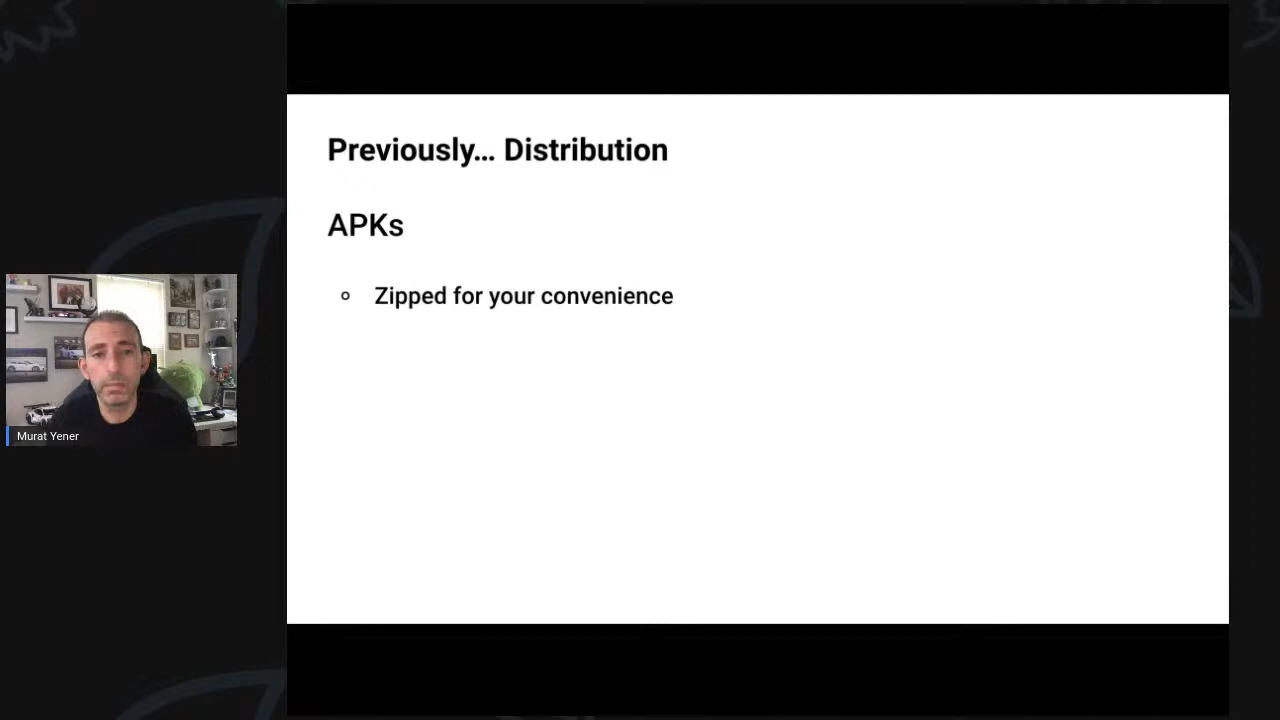 Previously... Distribution
APKs
Zipped for your convenience
Murat Yener